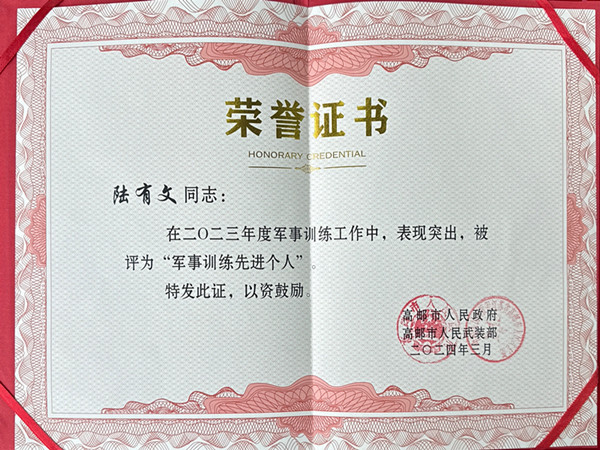 荣誉证书
HONORARY CREDENTIAL
陆有文同志：
在二〇二三年度军事训练工作中，表现突出，被
评为“军事训练先进个人”。
特发此证，以资鼓励。
高邮市人民政府
高邮市人民武装部
二〇二四年三月